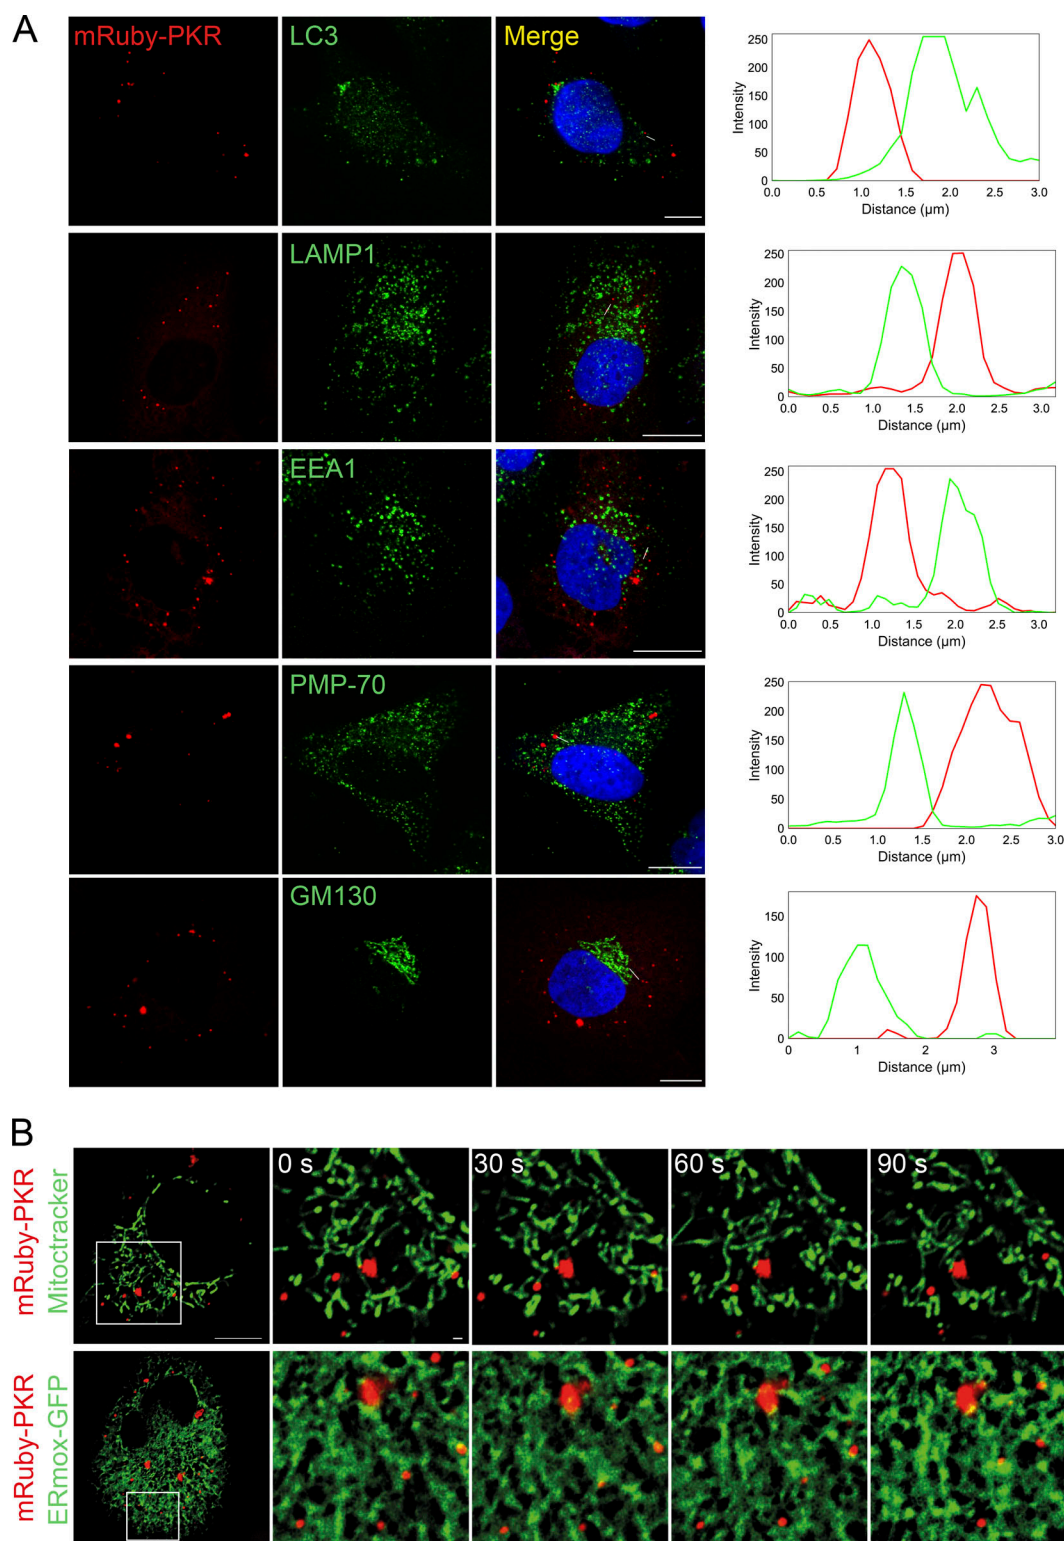 A
mRuby-PKR
LC3
Merge
250
200
150
100
50
0
Intensity
0.0 0.5 1.0 1.5 2.0 2.5 3.0
Distance (µm)
LAMP1
250
200
150
100
50
0
Intensity
0.0 0.5 1.0 1.5 2.0 2.5 3.0
Distance (µm)
EEA1
250
200
150
100
50
0
Intensity
0.0 0.5 1.0 1.5 2.0 2.5 3.0
Distance (µm)
PMP-70
250
200
150
100
50
0
Intensity
0.0 0.5 1.0 1.5 2.0 2.5 3.0
Distance (µm)
GM130
150
100
50
0
Intensity
0 1 2 3
Distance (µm)
B
mRuby-PKR
Mitoctracker
0 s
30 s
60 s
90 s
mRuby-PKR
ERmox-GFP